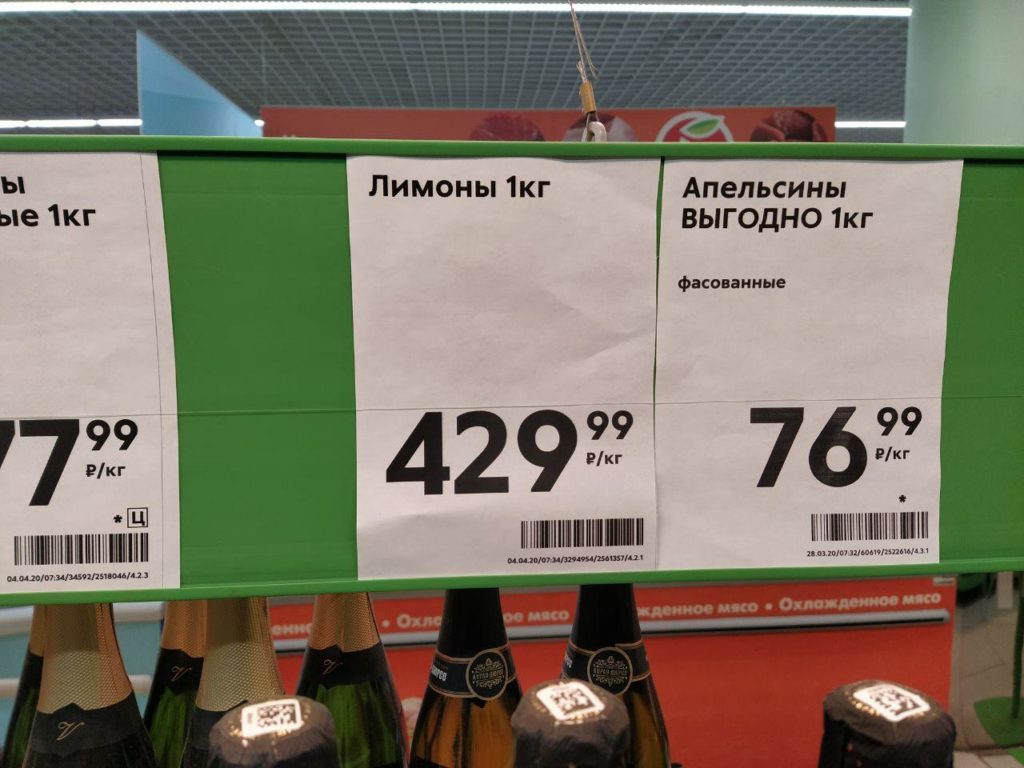 ы
ые 1кг
77 99
₽/кг
* Ц
04.04.20/07:34/34592/2518046/4.2.3
Лимоны 1кг
429 99
₽/кг
04.04.20/07:34/3294954/2561357/4.2.1
Апельсины
ВЫГОДНО 1кг
фасованные
76 99
₽/кг
*
28.03.20/07:32/60619/2522616/4.3.1
Охлажденное мясо